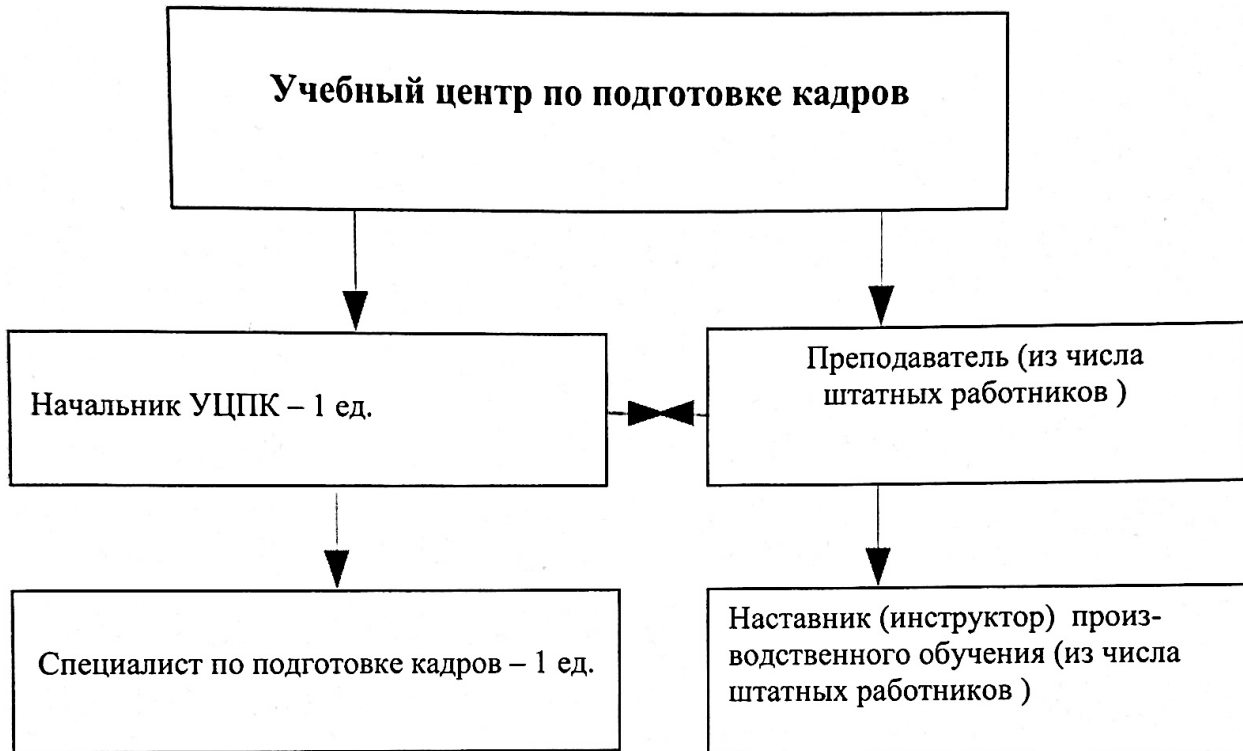 Учебный центр по подготовке кадров
Начальник УЦПК – 1 ед.
Преподаватель (из числа
штатных работников )
Специалист по подготовке кадров – 1 ед.
Наставник (инструктор) произ-
водственного обучения (из числа
штатных работников )